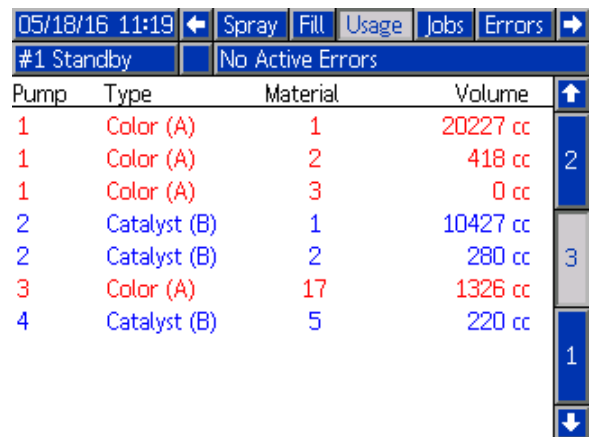 05/18/16 11:19 Spray Fill Usage Jobs Errors
#1 Standby No Active Errors
Pump Type Material Volume
1 Color (A) 1 20227 cc
1 Color (A) 2 418 cc
2
1 Color (A) 3 0 cc
2 Catalyst (B) 1 10427 cc
2 Catalyst (B) 2 280 cc
3
3 Color (A) 17 1326 cc
4 Catalyst (B) 5 220 cc
1